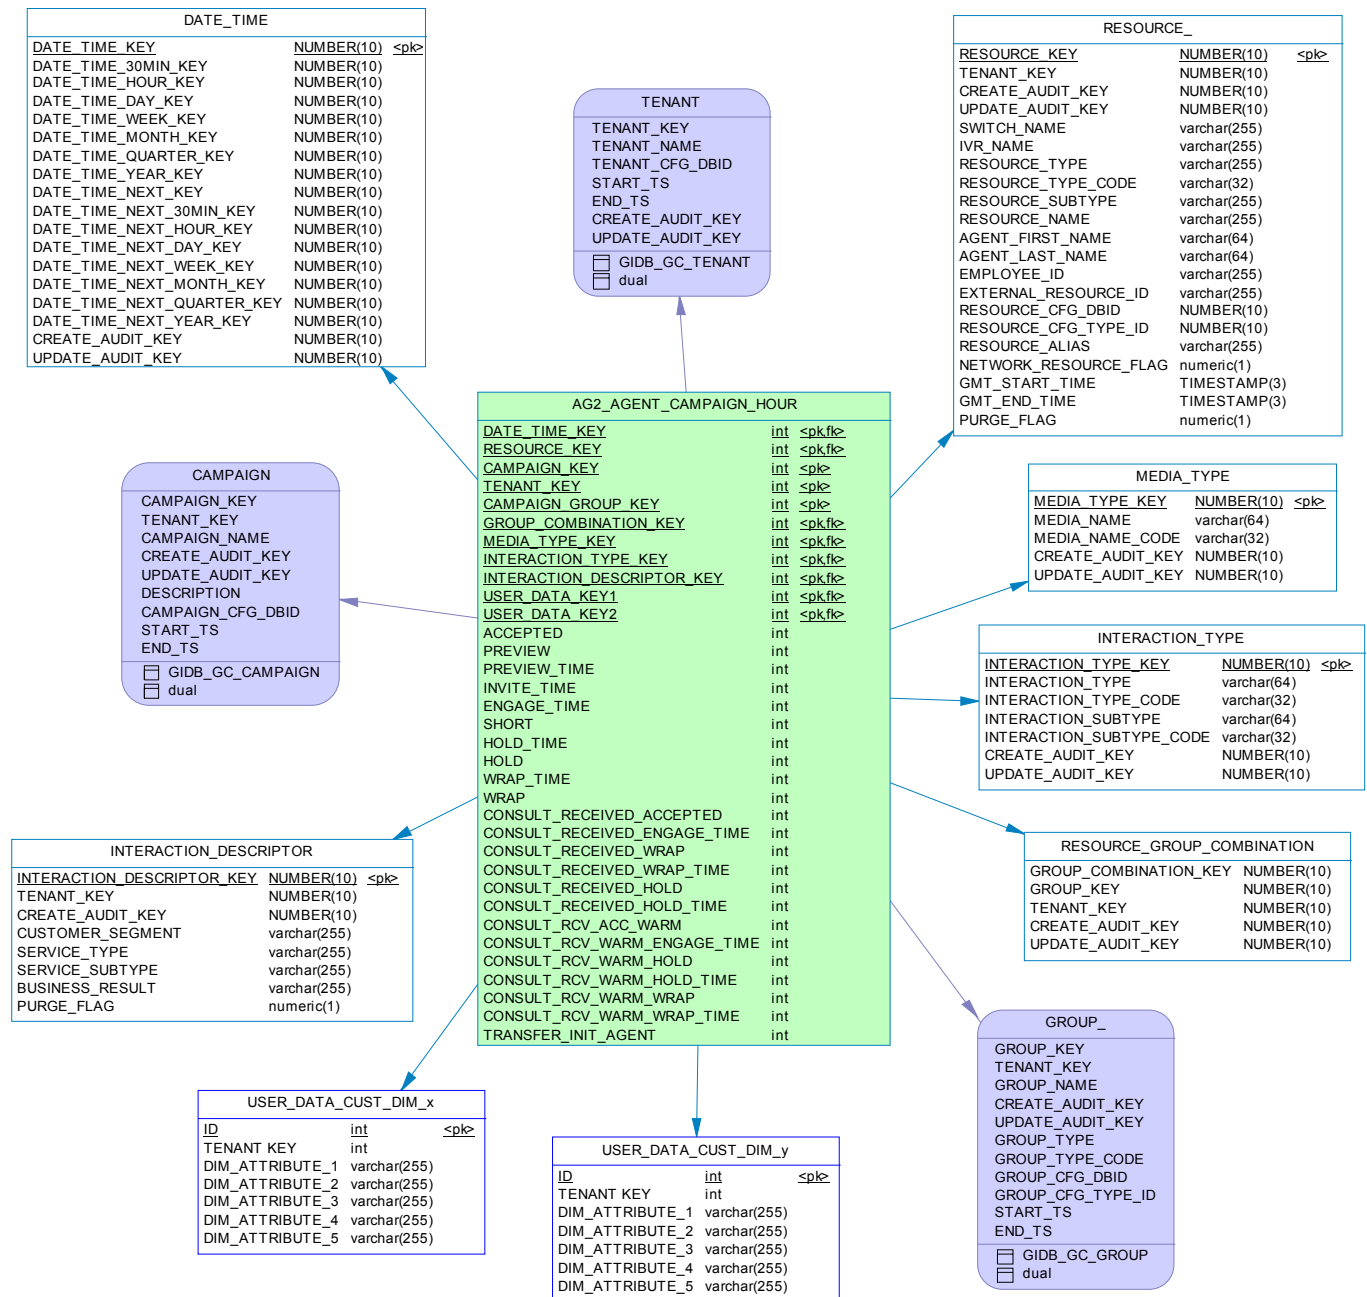 DATE_TIME
DATE_TIME_KEY NUMBER(10) <pk>
DATE_TIME_30MIN_KEY NUMBER(10)
DATE_TIME_HOUR_KEY NUMBER(10)
DATE_TIME_DAY_KEY NUMBER(10)
DATE_TIME_WEEK_KEY NUMBER(10)
DATE_TIME_MONTH_KEY NUMBER(10)
DATE_TIME_QUARTER_KEY NUMBER(10)
DATE_TIME_YEAR_KEY NUMBER(10)
DATE_TIME_NEXT_KEY NUMBER(10)
DATE_TIME_NEXT_30MIN_KEY NUMBER(10)
DATE_TIME_NEXT_HOUR_KEY NUMBER(10)
DATE_TIME_NEXT_DAY_KEY NUMBER(10)
DATE_TIME_NEXT_WEEK_KEY NUMBER(10)
DATE_TIME_NEXT_MONTH_KEY NUMBER(10)
DATE_TIME_NEXT_QUARTER_KEY NUMBER(10)
DATE_TIME_NEXT_YEAR_KEY NUMBER(10)
CREATE_AUDIT_KEY NUMBER(10)
UPDATE_AUDIT_KEY NUMBER(10)
TENANT
TENANT_KEY
TENANT_NAME
TENANT_CFG_DBID
START_TS
END_TS
CREATE_AUDIT_KEY
UPDATE_AUDIT_KEY
GIDB_GC_TENANT
dual
RESOURCE_
RESOURCE_KEY NUMBER(10) <pk>
TENANT_KEY NUMBER(10)
CREATE_AUDIT_KEY NUMBER(10)
UPDATE_AUDIT_KEY NUMBER(10)
SWITCH_NAME varchar(255)
IVR_NAME varchar(255)
RESOURCE_TYPE varchar(255)
RESOURCE_TYPE_CODE varchar(32)
RESOURCE_SUBTYPE varchar(255)
RESOURCE_NAME varchar(255)
AGENT_FIRST_NAME varchar(64)
AGENT_LAST_NAME varchar(64)
EMPLOYEE_ID varchar(255)
EXTERNAL_RESOURCE_ID varchar(255)
RESOURCE_CFG_DBID NUMBER(10)
RESOURCE_CFG_TYPE_ID NUMBER(10)
RESOURCE_ALIAS varchar(255)
NETWORK_RESOURCE_FLAG numeric(1)
GMT_START_TIME TIMESTAMP(3)
GMT_END_TIME TIMESTAMP(3)
PURGE_FLAG numeric(1)
AG2_AGENT_CAMPAIGN_HOUR
DATE_TIME_KEY int <pk,fk>
RESOURCE_KEY int <pk,fk>
CAMPAIGN_KEY int <pk>
TENANT_KEY int <pk>
CAMPAIGN_GROUP_KEY int <pk>
GROUP_COMBINATION_KEY int <pk,fk>
MEDIA_TYPE_KEY int <pk,fk>
INTERACTION_TYPE_KEY int <pk,fk>
INTERACTION_DESCRIPTOR_KEY int <pk,fk>
USER_DATA_KEY1 int <pk,fk>
USER_DATA_KEY2 int <pk,fk>
ACCEPTED int
PREVIEW int
PREVIEW_TIME int
INVITE_TIME int
ENGAGE_TIME int
SHORT int
HOLD_TIME int
HOLD int
WRAP_TIME int
WRAP int
CONSULT_RECEIVED_ACCEPTED int
CONSULT_RECEIVED_ENGAGE_TIME int
CONSULT_RECEIVED_WRAP int
CONSULT_RECEIVED_WRAP_TIME int
CONSULT_RECEIVED_HOLD int
CONSULT_RECEIVED_HOLD_TIME int
CONSULT_RCV_ACC_WARM int
CONSULT_RCV_WARM_ENGAGE_TIME int
CONSULT_RCV_WARM_HOLD int
CONSULT_RCV_WARM_HOLD_TIME int
CONSULT_RCV_WARM_WRAP int
CONSULT_RCV_WARM_WRAP_TIME int
TRANSFER_INIT_AGENT int
CAMPAIGN
CAMPAIGN_KEY
TENANT_KEY
CAMPAIGN_NAME
CREATE_AUDIT_KEY
UPDATE_AUDIT_KEY
DESCRIPTION
CAMPAIGN_CFG_DBID
START_TS
END_TS
GIDB_GC_CAMPAIGN
dual
MEDIA_TYPE
MEDIA_TYPE_KEY NUMBER(10) <pk>
MEDIA_NAME varchar(64)
MEDIA_NAME_CODE varchar(32)
CREATE_AUDIT_KEY NUMBER(10)
UPDATE_AUDIT_KEY NUMBER(10)
INTERACTION_TYPE
INTERACTION_TYPE_KEY NUMBER(10) <pk>
INTERACTION_TYPE varchar(64)
INTERACTION_TYPE_CODE varchar(32)
INTERACTION_SUBTYPE varchar(64)
INTERACTION_SUBTYPE_CODE varchar(32)
CREATE_AUDIT_KEY NUMBER(10)
UPDATE_AUDIT_KEY NUMBER(10)
INTERACTION_DESCRIPTOR
INTERACTION_DESCRIPTOR_KEY NUMBER(10) <pk>
TENANT_KEY NUMBER(10)
CREATE_AUDIT_KEY NUMBER(10)
CUSTOMER_SEGMENT varchar(255)
SERVICE_TYPE varchar(255)
SERVICE_SUBTYPE varchar(255)
BUSINESS_RESULT varchar(255)
PURGE_FLAG numeric(1)
RESOURCE_GROUP_COMBINATION
GROUP_COMBINATION_KEY NUMBER(10)
GROUP_KEY NUMBER(10)
TENANT_KEY NUMBER(10)
CREATE_AUDIT_KEY NUMBER(10)
UPDATE_AUDIT_KEY NUMBER(10)
GROUP_
GROUP_KEY
TENANT_KEY
GROUP_NAME
CREATE_AUDIT_KEY
UPDATE_AUDIT_KEY
GROUP_TYPE
GROUP_TYPE_CODE
GROUP_CFG_DBID
GROUP_CFG_TYPE_ID
START_TS
END_TS
GIDB_GC_GROUP
dual
USER_DATA_CUST_DIM_x
ID int <pk>
TENANT KEY int
DIM_ATTRIBUTE_1 varchar(255)
DIM_ATTRIBUTE_2 varchar(255)
DIM_ATTRIBUTE_3 varchar(255)
DIM_ATTRIBUTE_4 varchar(255)
DIM_ATTRIBUTE_5 varchar(255)
USER_DATA_CUST_DIM_y
ID int <pk>
TENANT KEY int
DIM_ATTRIBUTE_1 varchar(255)
DIM_ATTRIBUTE_2 varchar(255)
DIM_ATTRIBUTE_3 varchar(255)
DIM_ATTRIBUTE_4 varchar(255)
DIM_ATTRIBUTE_5 varchar(255)